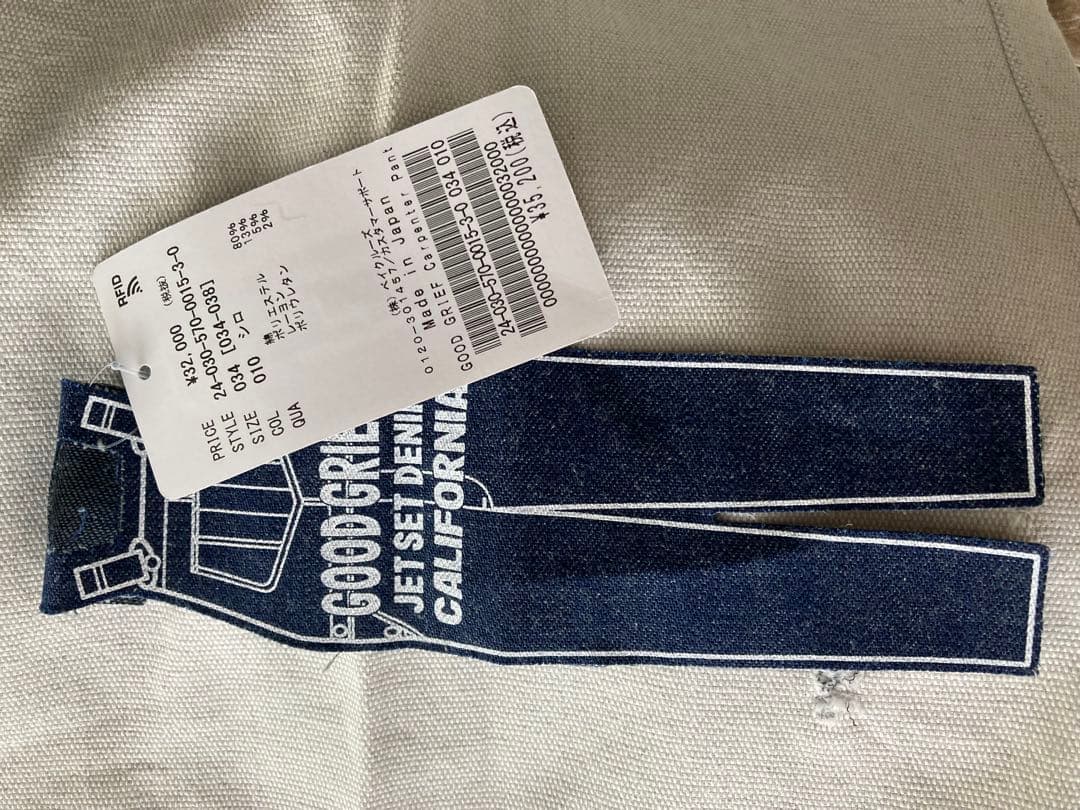 RFID
PRICE ¥32,000 (税抜)
STYLE 24-030-570-0015-3-0
SIZE 034 [034-038]
COL 010 シロ
QUA 綿 80%
ポリエステル 13%
レーヨン 5%
ポリウレタン 2%
(株)ベイクルーズ
0120-301457/カスタマーサポート
Made in Japan
GOOD GRIEF Carpenter Pant
24-030-570-0015-3-0 034 010
¥35,200(税込)
GOOD GRIE
JET SET DENI
CALIFORNIA